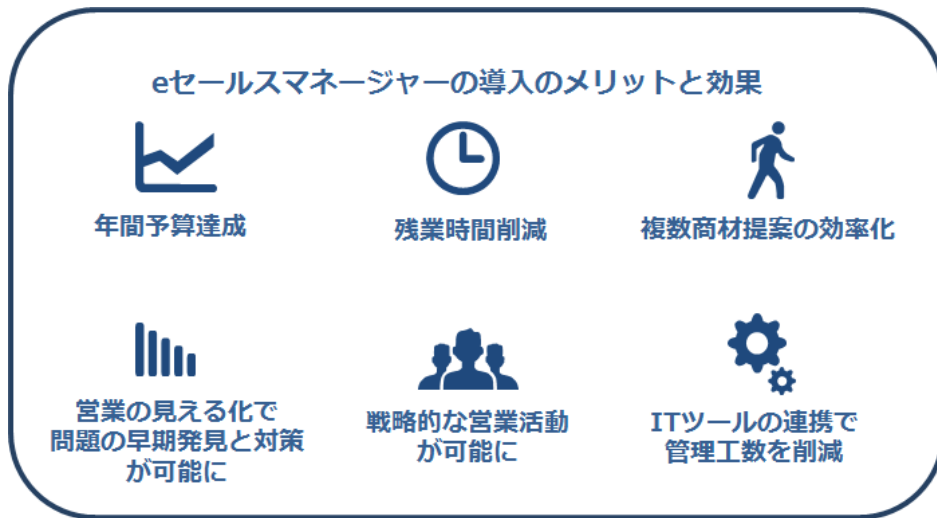 eセールスマネージャーの導入のメリットと効果
年間予算達成
残業時間削減
複数商材提案の効率化
営業の見える化で
問題の早期発見と対策
が可能に
戦略的な営業活動
が可能に
ITツールの連携で
管理工数を削減